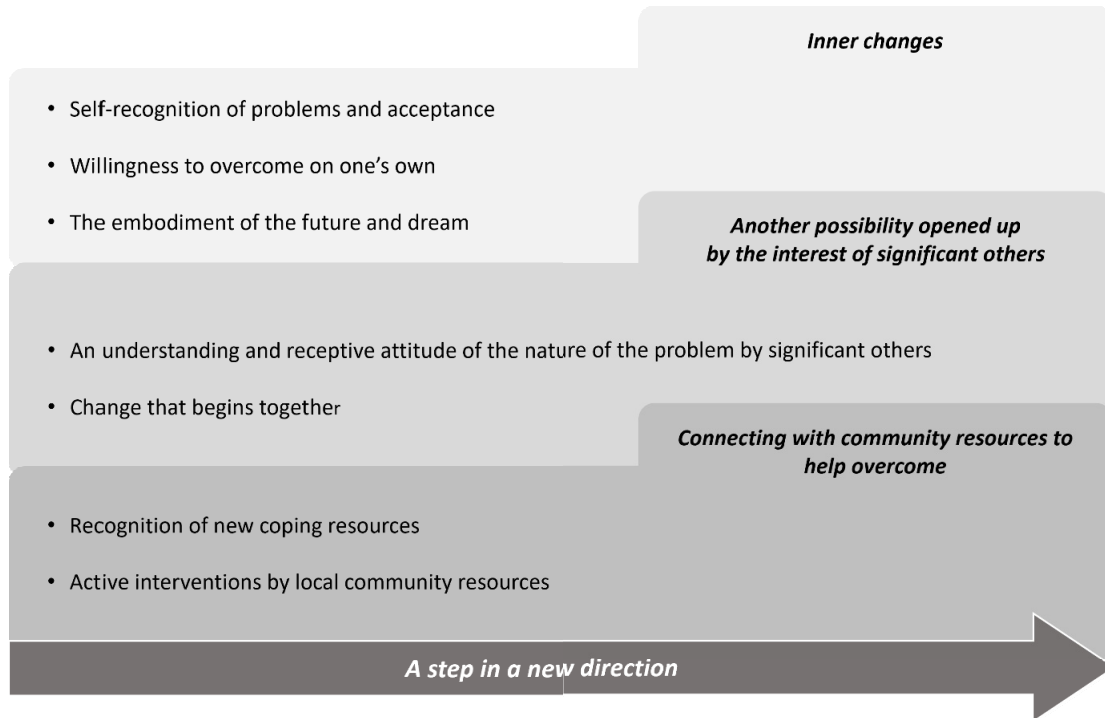 Inner changes
• Self-recognition of problems and acceptance
• Willingness to overcome on one’s own
• The embodiment of the future and dream
Another possibility opened up
by the interest of significant others
• An understanding and receptive attitude of the nature of the problem by significant others
• Change that begins together
Connecting with community resources to
help overcome
• Recognition of new coping resources
• Active interventions by local community resources
A step in a new direction